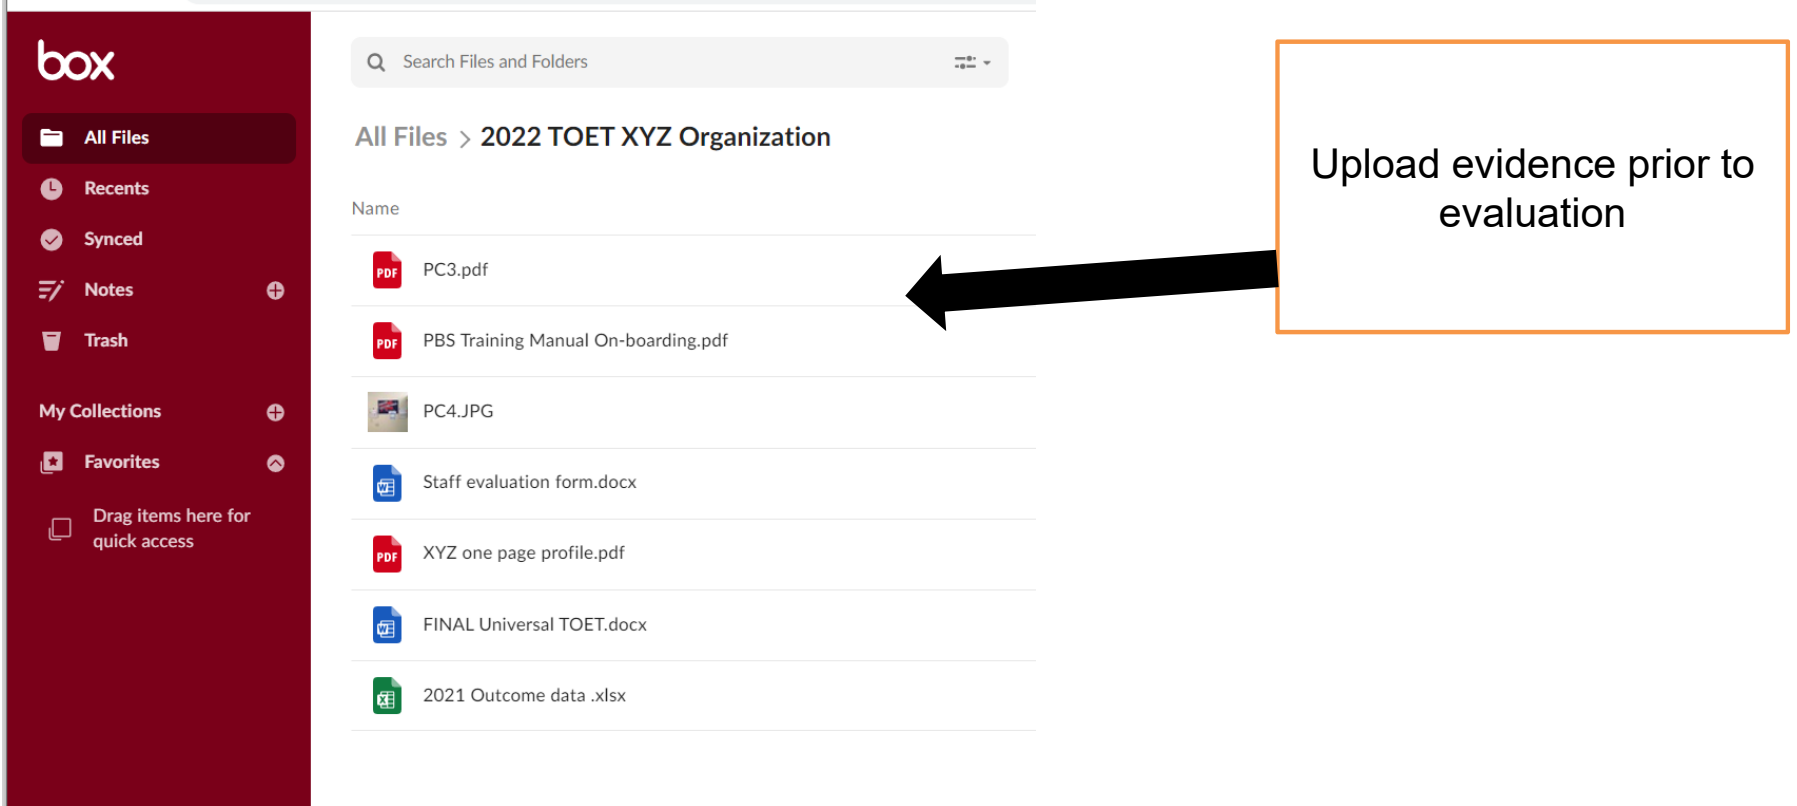 box
Search Files and Folders
All Files
All Files > 2022 TOET XYZ Organization
Recents
Name
Synced
PDF PC3.pdf
Notes
PDF PBS Training Manual On-boarding.pdf
Trash
PC4.JPG
My Collections
Favorites
Staff evaluation form.docx
Drag items here for
quick access
PDF XYZ one page profile.pdf
FINAL Universal TOET.docx
2021 Outcome data .xlsx
Upload evidence prior to
evaluation